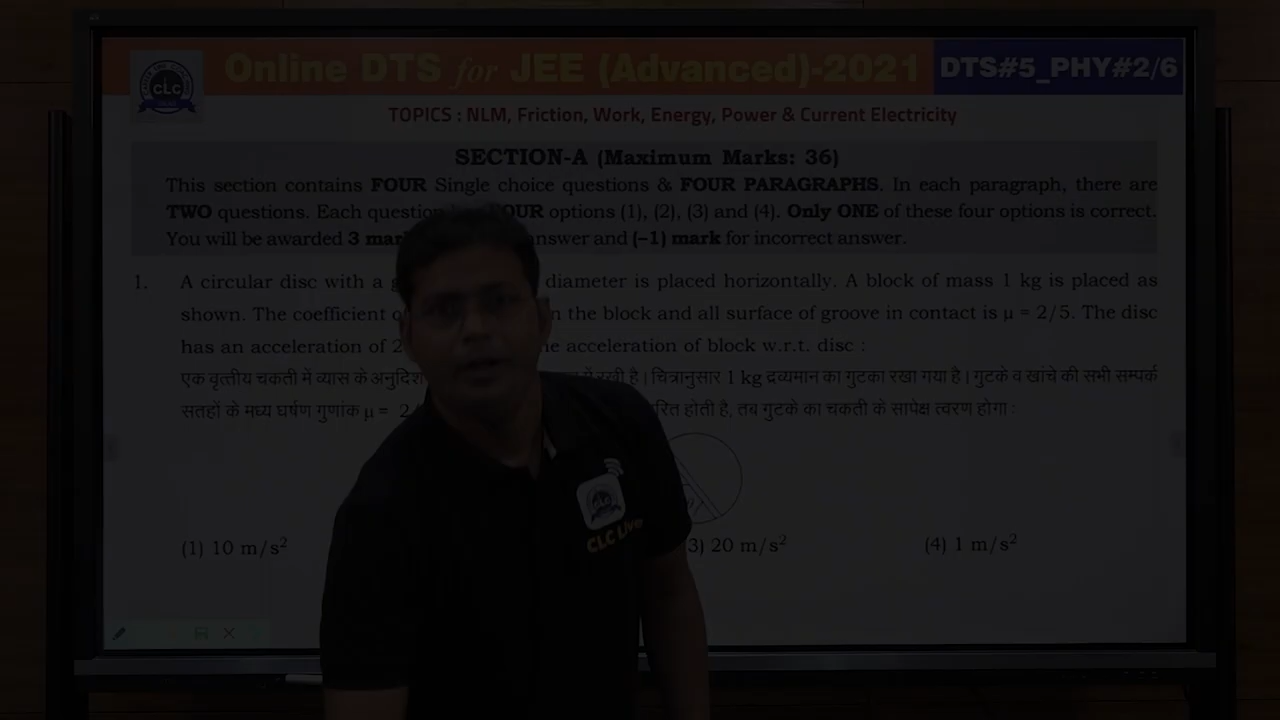 Online DTS for JEE (Advanced)-2021 DTS#5_PHY#2/6
CLC
TOPICS : NLM, Friction, Work, Energy, Power & Current Electricity
SECTION-A (Maximum Marks: 36)
This section contains FOUR Single choice questions & FOUR PARAGRAPHS. In each paragraph, there are
TWO questions. Each question OUR options (1), (2), (3) and (4). Only ONE of these four options is correct.
You will be awarded 3 mar answer and (−1) mark for incorrect answer.
1. A circular disc with a g diameter is placed horizontally. A block of mass 1 kg is placed as
shown. The coefficient o n the block and all surface of groove in contact is μ = 2/5. The disc
has an acceleration of 2 e acceleration of block w.r.t. disc :
एक वृत्तीय चकती में व्यास के अनुदिश में रखी है। चित्रानुसार 1 kg द्रव्यमान का गुटका रखा गया है। गुटके व खांचे की सभी सम्पर्क
सतहों के मध्य घर्षण गुणांक μ = 2/ रित होती है, तब गुटके का चकती के सापेक्ष त्वरण होगा :
(1) 10 m/s² 3) 20 m/s² (4) 1 m/s²
CLC Live